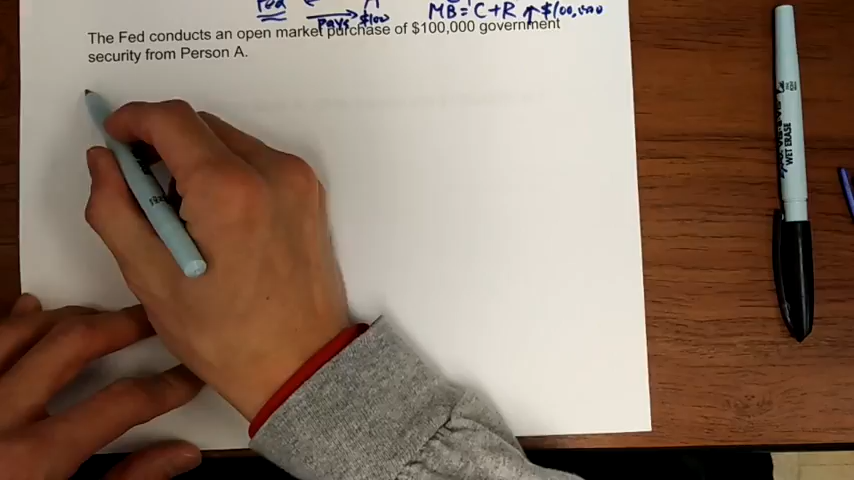 Fed A MB = C + R ↑ $100,000
Pays $100
The Fed conducts an open market purchase of $100,000 government
security from Person A.
WET ERASE